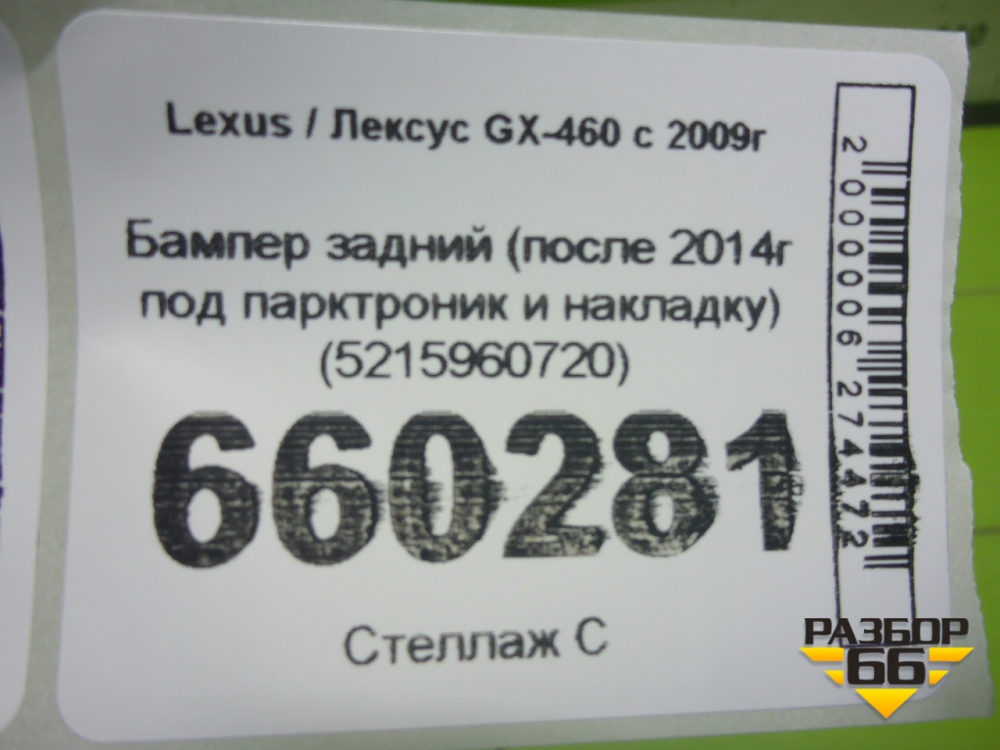 Lexus / Лексус GX-460 с 2009г
Бампер задний (после 2014г
под парктроник и накладку)
(5215960720)
660281
Стеллаж С
2000006274472
РАЗБОР
66